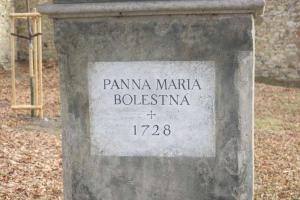 PANNA MARIA
BOLESTNÁ
+
1728